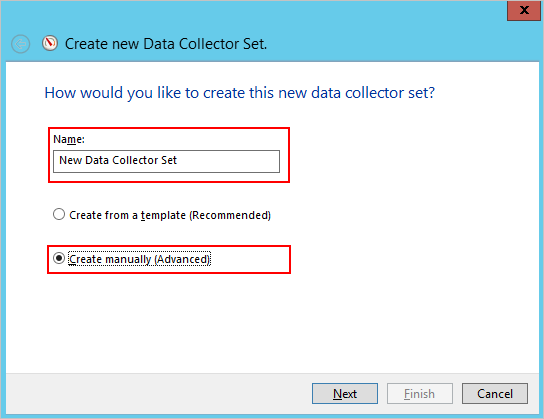 Create new Data Collector Set.
How would you like to create this new data collector set?
Name:
New Data Collector Set
Create from a template (Recommended)
Create manually (Advanced)
Next Finish Cancel